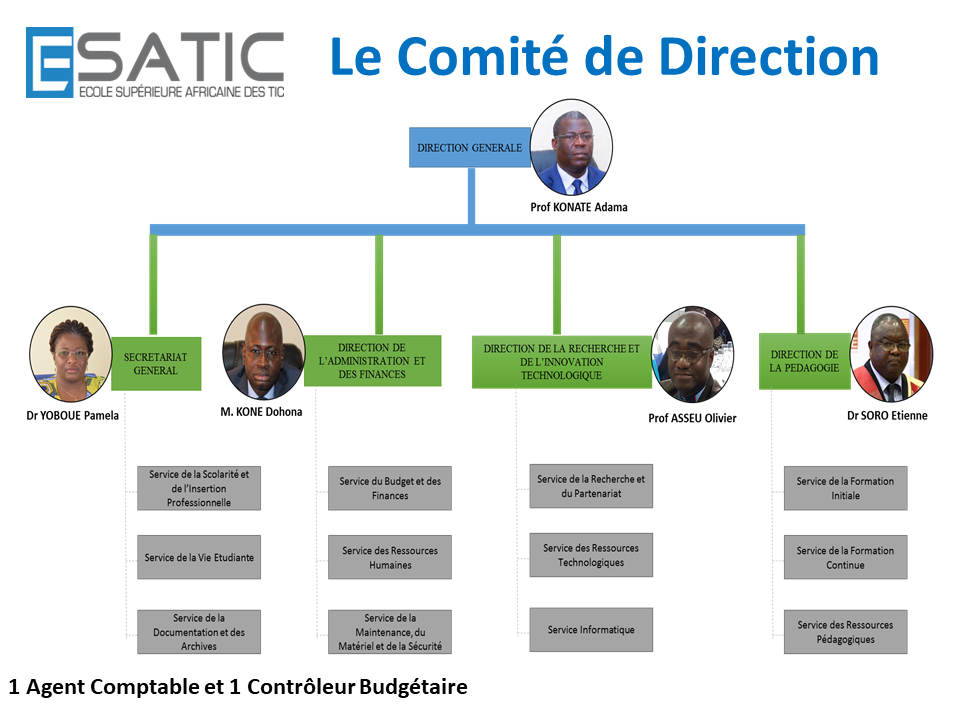 ESATIC
ECOLE SUPÉRIEURE AFRICAINE DES TIC
Le Comité de Direction
DIRECTION GENERALE
Prof KONATE Adama
SECRETARIAT
GENERAL
Dr YOBOUE Pamela
DIRECTION DE
L’ADMINISTRATION ET
DES FINANCES
M. KONE Dohona
DIRECTION DE LA RECHERCHE ET
DE L’INNOVATION
TECHNOLOGIQUE
Prof ASSEU Olivier
DIRECTION DE
LA PEDAGOGIE
Dr SORO Etienne
Service de la Scolarité et
de l’Insertion
Professionnelle
Service de la Vie Etudiante
Service de la
Documentation et des
Archives
Service du Budget et des
Finances
Service des Ressources
Humaines
Service de la
Maintenance, du
Matériel et de la Sécurité
Service de la Recherche et
du Partenariat
Service des Ressources
Technologiques
Service Informatique
Service de la Formation
Initiale
Service de la Formation
Continue
Service des Ressources
Pédagogiques
1 Agent Comptable et 1 Contrôleur Budgétaire